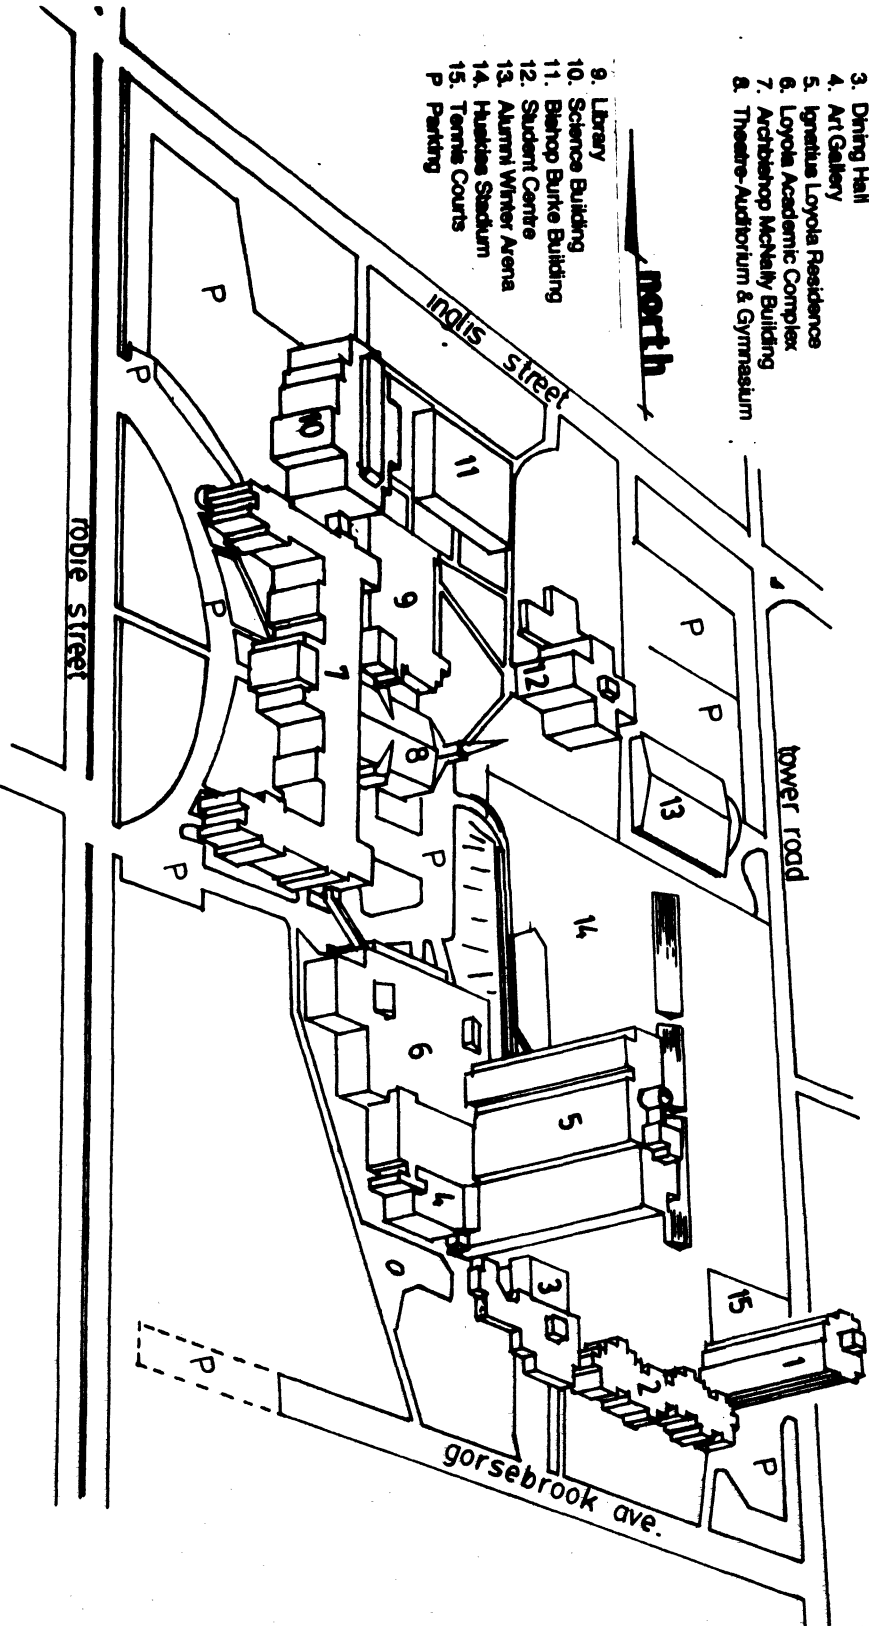 3. Dining Hall
4. Art Gallery
5. Ignatius Loyola Residence
6. Loyola Academic Complex
7. Archbishop McNally Building
8. Theatre-Auditorium & Gymnasium
9. Library
10. Science Building
11. Bishop Burke Building
12. Student Centre
13. Alumni Winter Arena
14. Huskies Stadium
15. Tennis Courts
P Parking
north
inglis street
robie street
tower road
gorsebrook ave.
P
P
P
P
P
P
P
P
P
O
1
2
3
4
5
6
7
8
9
10
11
12
13
14
15